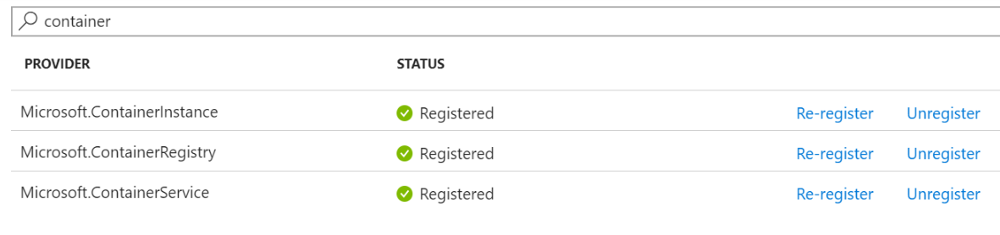 container
PROVIDER STATUS
Microsoft.ContainerInstance Registered Re-register Unregister
Microsoft.ContainerRegistry Registered Re-register Unregister
Microsoft.ContainerService Registered Re-register Unregister